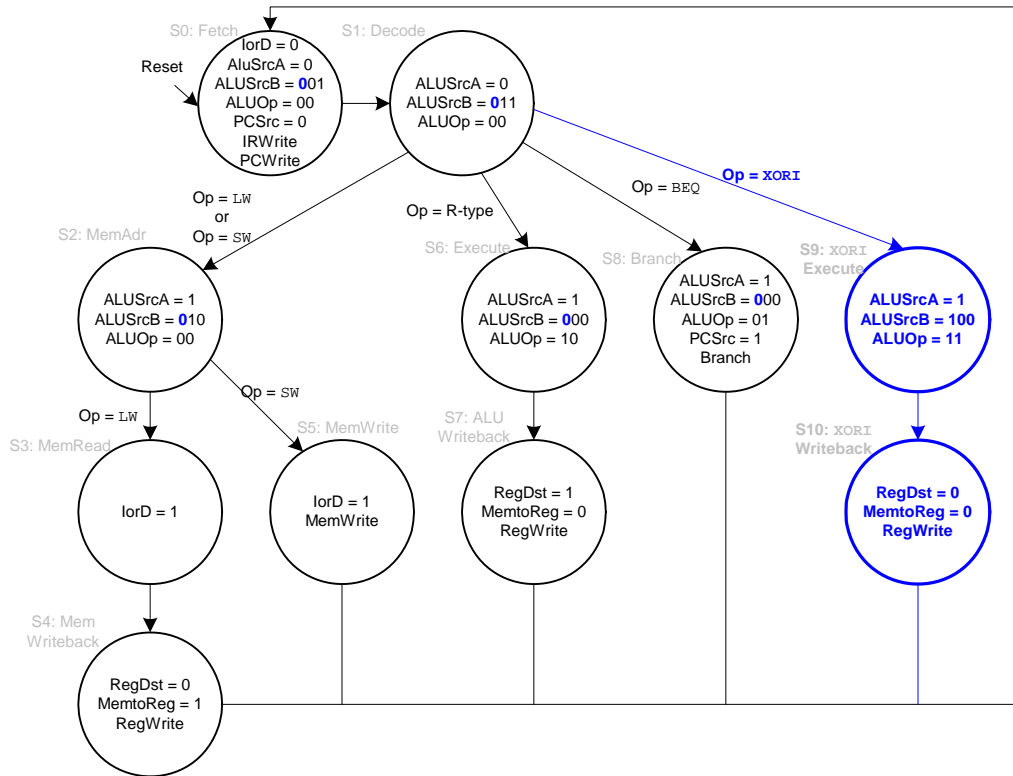 S0: Fetch
IorD = 0
AluSrcA = 0
ALUSrcB = 001
ALUOp = 00
PCSrc = 0
IRWrite
PCWrite
Reset
S1: Decode
ALUSrcA = 0
ALUSrcB = 011
ALUOp = 00
Op = LW
or
Op = SW
Op = R-type
Op = BEQ
Op = XORI
S2: MemAdr
ALUSrcA = 1
ALUSrcB = 010
ALUOp = 00
S6: Execute
ALUSrcA = 1
ALUSrcB = 000
ALUOp = 10
S8: Branch
ALUSrcA = 1
ALUSrcB = 000
ALUOp = 01
PCSrc = 1
Branch
S9: XORI
Execute
ALUSrcA = 1
ALUSrcB = 100
ALUOp = 11
Op = LW
Op = SW
S3: MemRead
IorD = 1
S5: MemWrite
IorD = 1
MemWrite
S7: ALU
Writeback
RegDst = 1
MemtoReg = 0
RegWrite
S10: XORI
Writeback
RegDst = 0
MemtoReg = 0
RegWrite
S4: Mem
Writeback
RegDst = 0
MemtoReg = 1
RegWrite